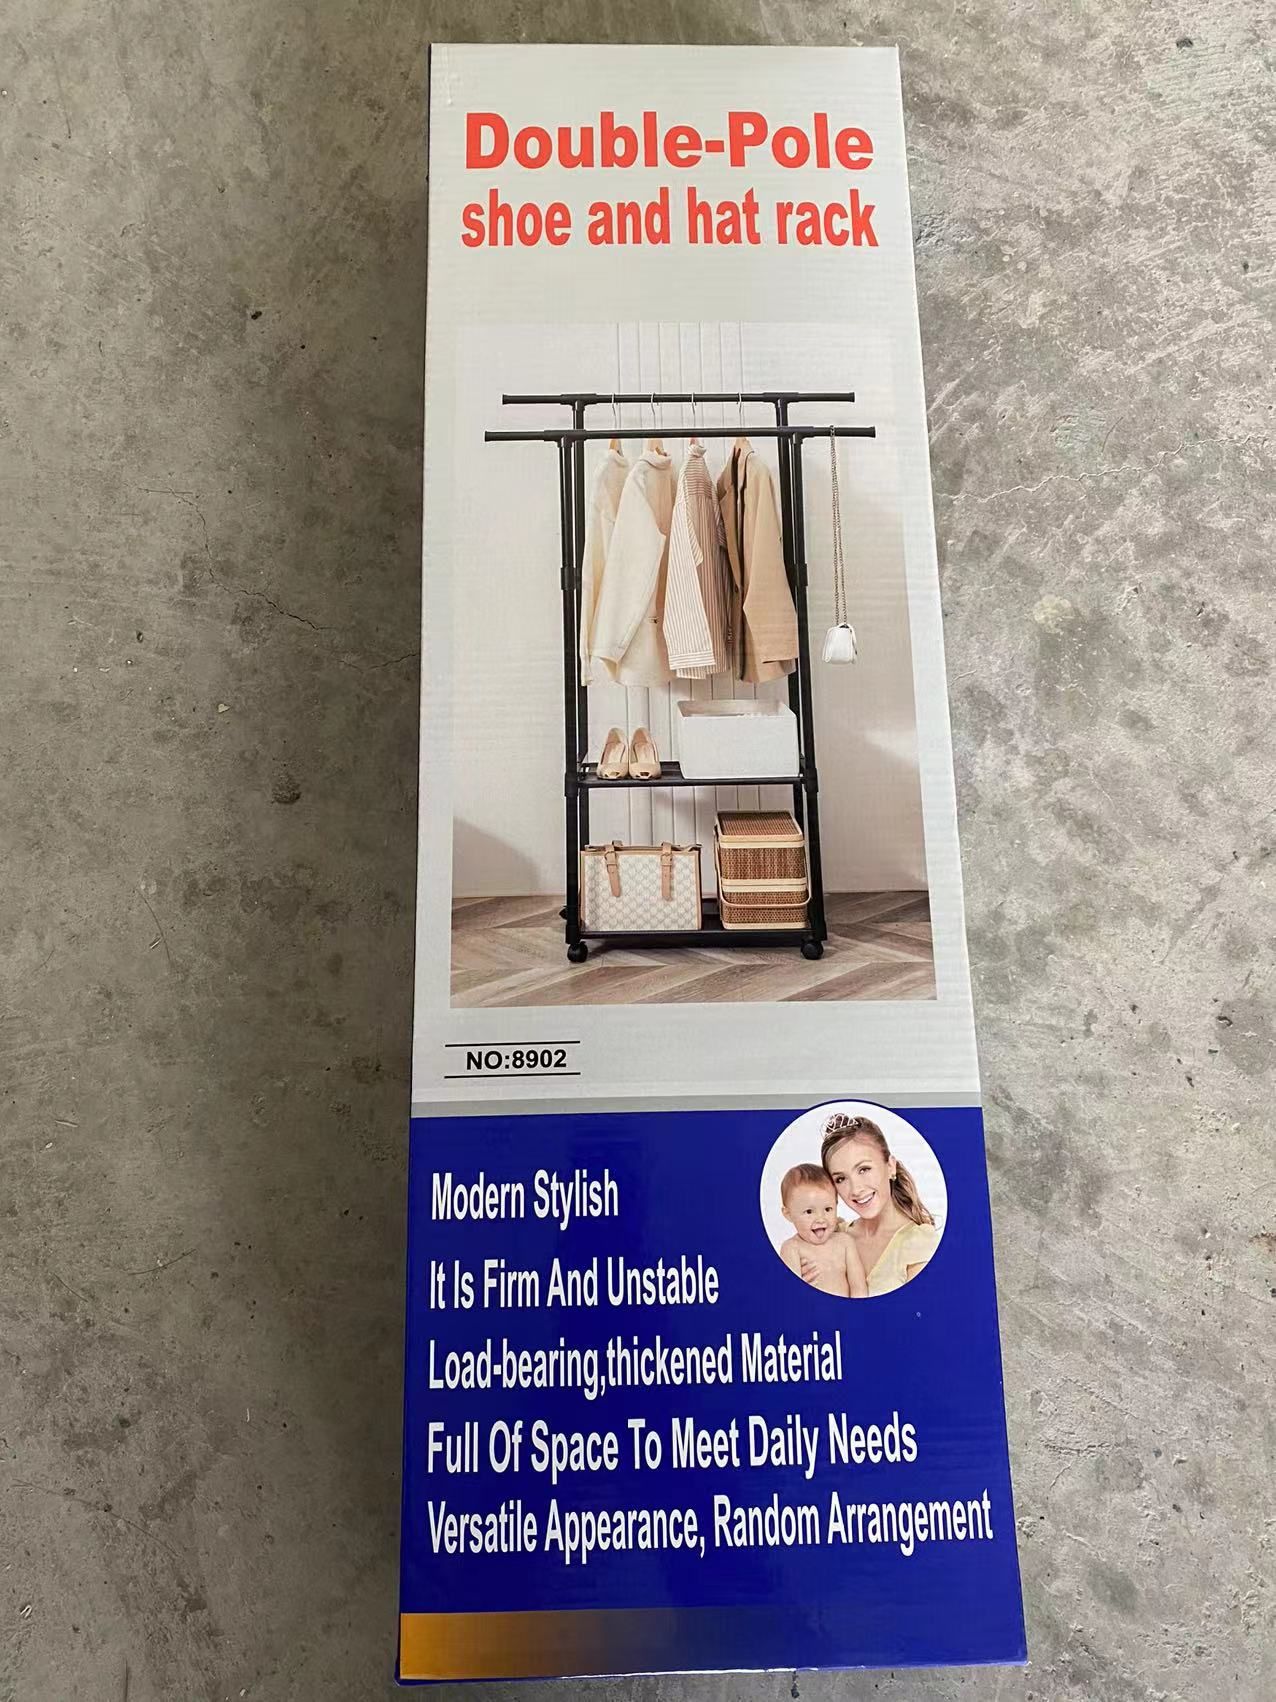 Double-Pole
shoe and hat rack
NO:8902
Modern Stylish
It Is Firm And Unstable
Load-bearing,thickened Material
Full Of Space To Meet Daily Needs
Versatile Appearance, Random Arrangement